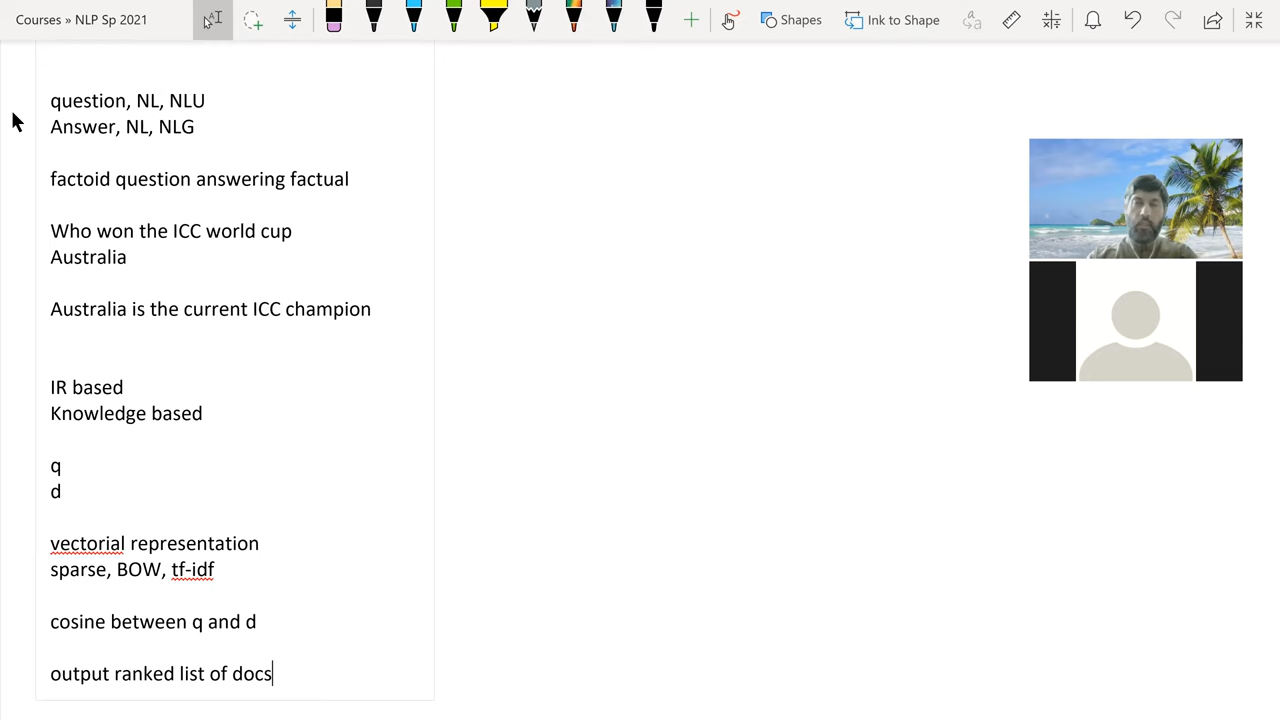 Courses » NLP Sp 2021
Shapes
Ink to Shape
question, NL, NLU
Answer, NL, NLG
factoid question answering factual
Who won the ICC world cup
Australia
Australia is the current ICC champion
IR based
Knowledge based
q
d
vectorial representation
sparse, BOW, tf-idf
cosine between q and d
output ranked list of docs